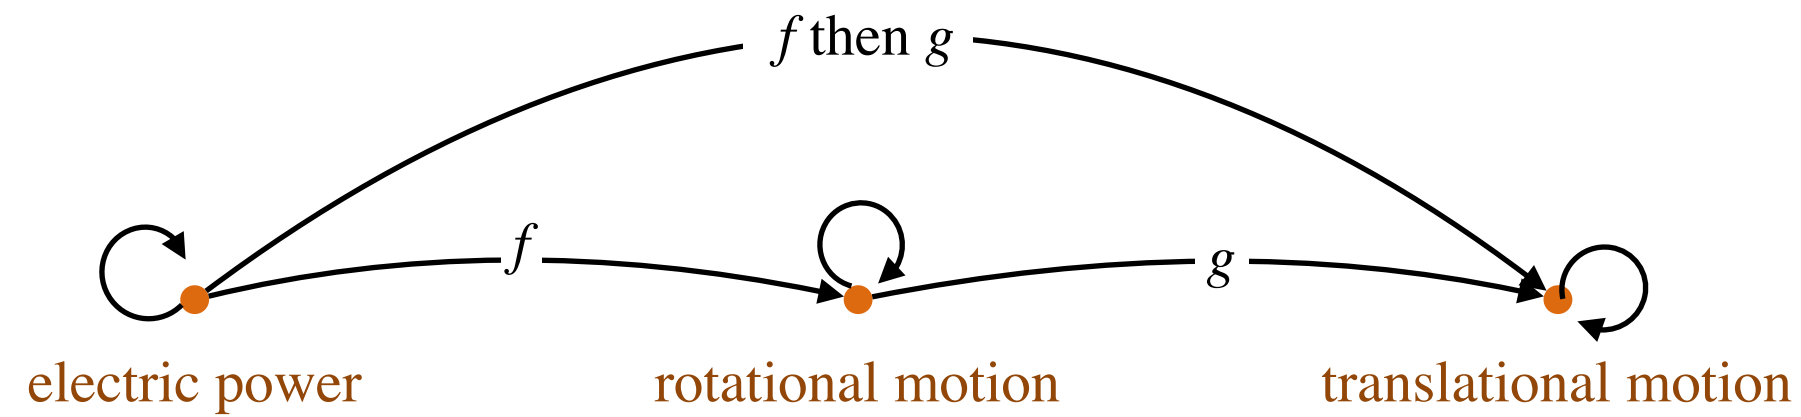 f then g
f
g
electric power
rotational motion
translational motion